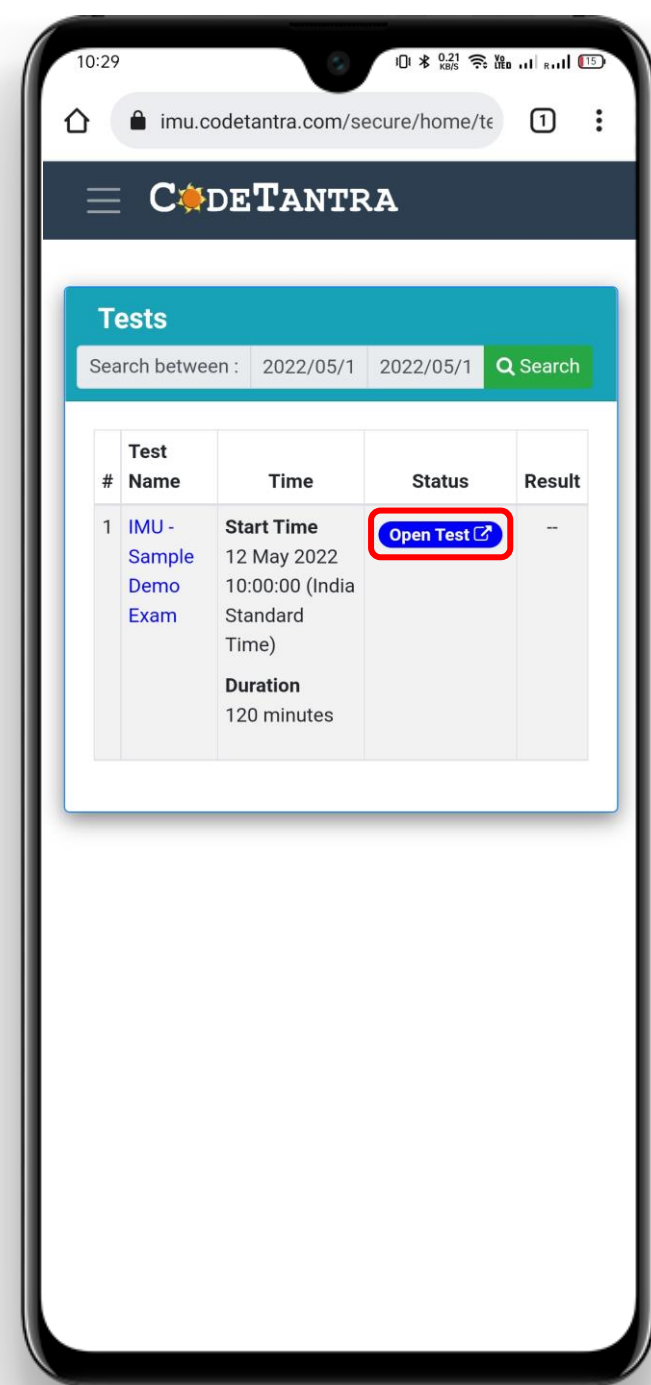 10:29
0.21 KB/S
15
imu.codetantra.com/secure/home/te
1
CODETANTRA
Tests
Search between :
2022/05/1
2022/05/1
Search
#
Test
Name
Time
Status
Result
1
IMU -
Sample
Demo
Exam
Start Time
12 May 2022
10:00:00 (India
Standard
Time)
Duration
120 minutes
Open Test
--